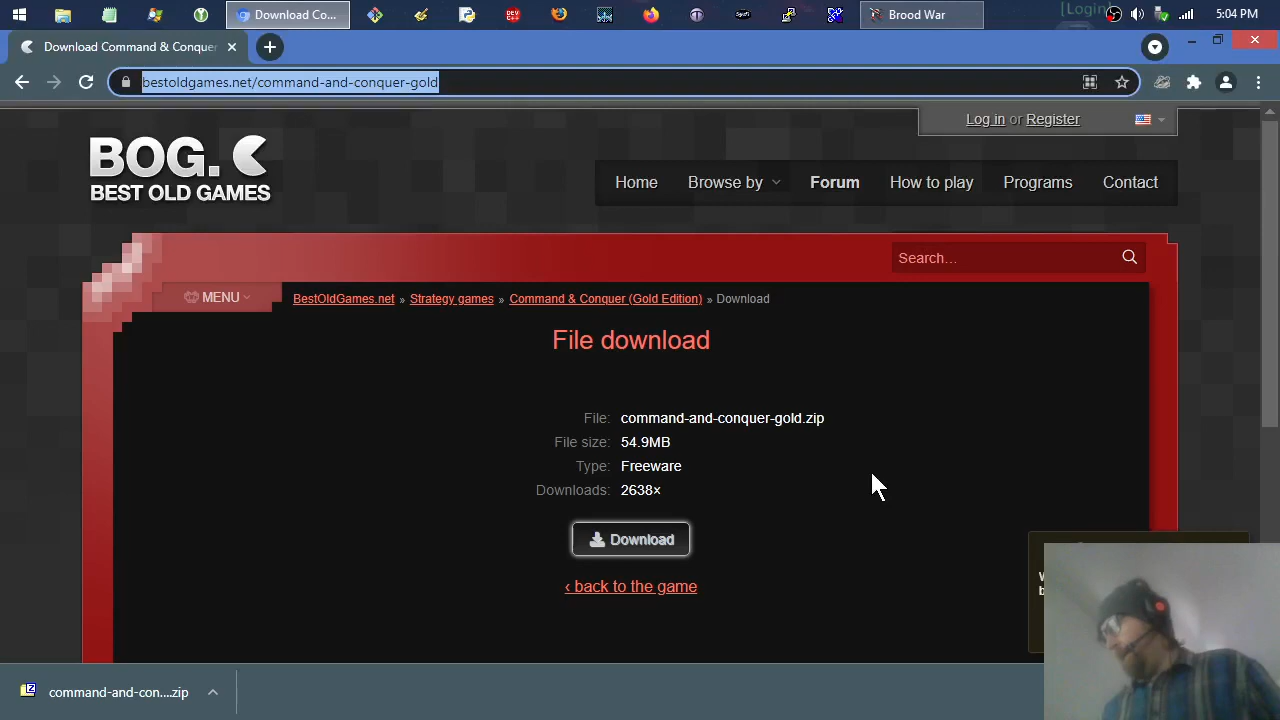 [Login]
Download Co...
Brood War
5:04 PM
Download Command & Conquer
bestoldgames.net/command-and-conquer-gold
Log in or Register
BOG.
BEST OLD GAMES
Home
Browse by
Forum
How to play
Programs
Contact
Search…
MENU
BestOldGames.net » Strategy games » Command & Conquer (Gold Edition) » Download
File download
File: command-and-conquer-gold.zip
File size: 54.9MB
Type: Freeware
Downloads: 2638×
Download
‹ back to the game
command-and-con....zip